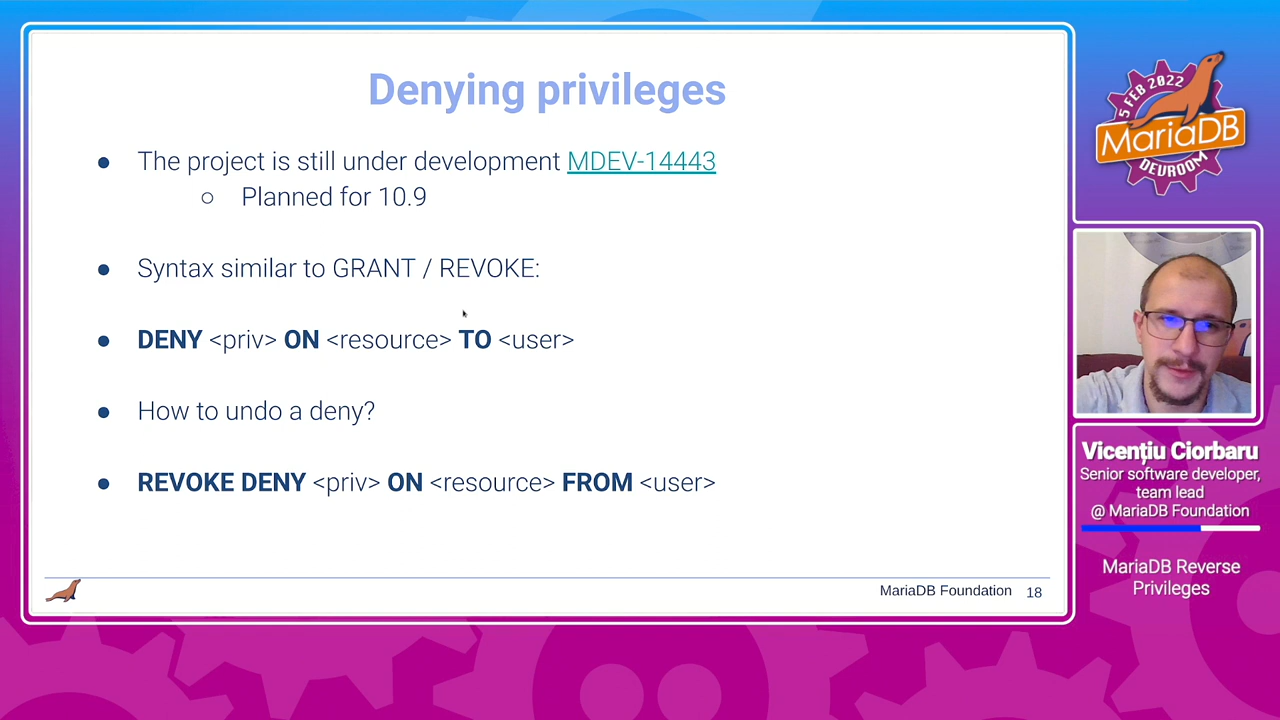 Denying privileges
● The project is still under development MDEV-14443
○ Planned for 10.9
● Syntax similar to GRANT / REVOKE:
● DENY <priv> ON <resource> TO <user>
● How to undo a deny?
● REVOKE DENY <priv> ON <resource> FROM <user>
MariaDB Foundation 18
5 FEB 2022
MariaDB
DEVROOM
Vicențiu Ciorbaru
Senior software developer,
team lead
@ MariaDB Foundation
MariaDB Reverse
Privileges